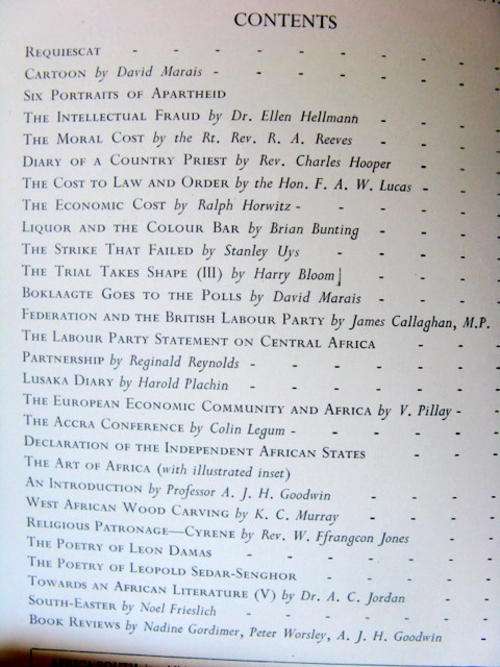 CONTENTS
REQUIESCAT - - - - - - - - -
CARTOON by David Marais - - - - - - -
SIX PORTRAITS OF APARTHEID
THE INTELLECTUAL FRAUD by Dr. Ellen Hellmann - - -
THE MORAL COST by the Rt. Rev. R. A. Reeves - - -
DIARY OF A COUNTRY PRIEST by Rev. Charles Hooper - -
THE COST TO LAW AND ORDER by the Hon. F. A. W. Lucas - -
THE ECONOMIC COST by Ralph Horwitz - - - - -
LIQUOR AND THE COLOUR BAR by Brian Bunting - - -
THE STRIKE THAT FAILED by Stanley Uys - - - -
THE TRIAL TAKES SHAPE (III) by Harry Bloom - - -
BOKLAAGTE GOES TO THE POLLS by David Marais - - -
FEDERATION AND THE BRITISH LABOUR PARTY by James Callaghan, M.P.
THE LABOUR PARTY STATEMENT ON CENTRAL AFRICA - -
PARTNERSHIP by Reginald Reynolds - - - - - -
LUSAKA DIARY by Harold Plachin - - - - - -
THE EUROPEAN ECONOMIC COMMUNITY AND AFRICA by V. Pillay - -
THE ACCRA CONFERENCE by Colin Legum - - - - -
DECLARATION OF THE INDEPENDENT AFRICAN STATES - -
THE ART OF AFRICA (with illustrated inset)
AN INTRODUCTION by Professor A. J. H. Goodwin - - -
WEST AFRICAN WOOD CARVING by K. C. Murray - - -
RELIGIOUS PATRONAGE—CYRENE by Rev. W. Ffrangcon Jones - -
THE POETRY OF LEON DAMAS - - - - - -
THE POETRY OF LEOPOLD SEDAR-SENGHOR - - - -
TOWARDS AN AFRICAN LITERATURE (V) by Dr. A. C. Jordan - - -
SOUTH-EASTER by Noel Frieslich - - - - - -
BOOK REVIEWS by Nadine Gordimer, Peter Worsley, A. J. H. Goodwin -